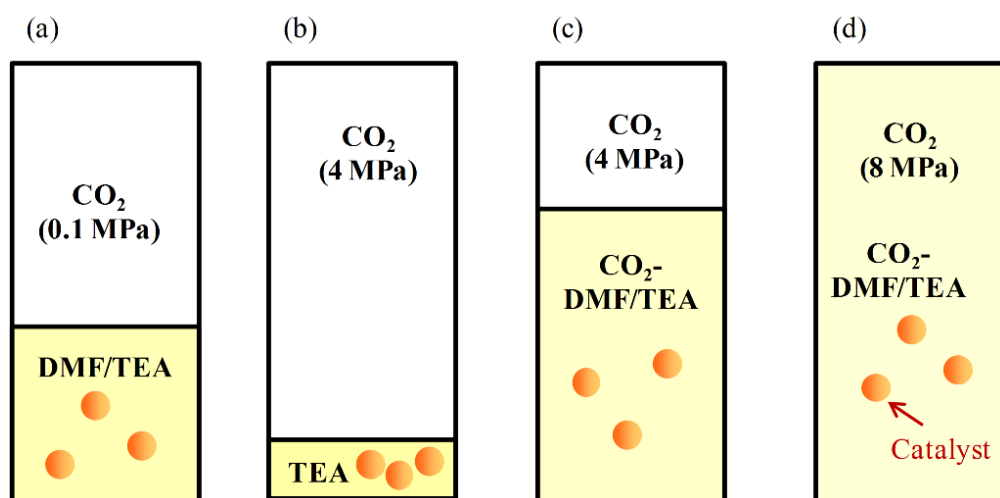 (a)
(b)
(c)
(d)
CO₂
(0.1 MPa)
DMF/TEA
CO₂
(4 MPa)
TEA
CO₂
(4 MPa)
CO₂-
DMF/TEA
CO₂
(8 MPa)
CO₂-
DMF/TEA
Catalyst